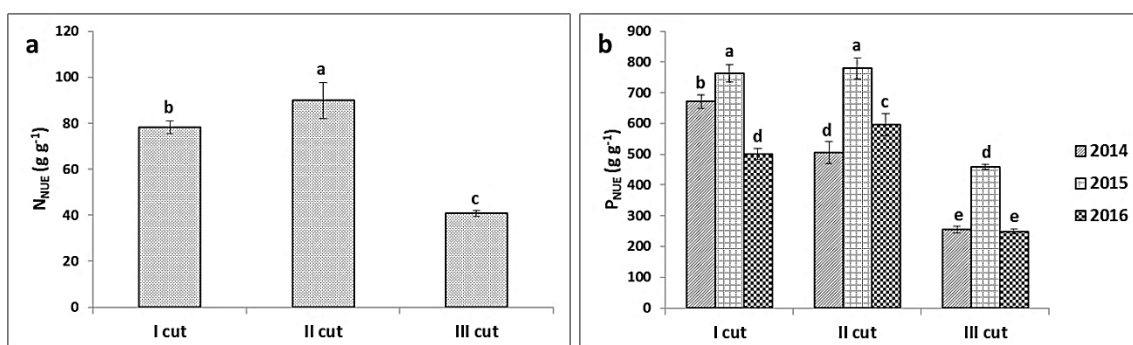 a
N_NUE (g g⁻¹)
120
100
80
60
40
20
0
b
a
c
I cut
II cut
III cut
b
P_NUE (g g⁻¹)
900
800
700
600
500
400
300
200
100
0
b
a
d
d
a
c
e
d
e
I cut
II cut
III cut
2014
2015
2016